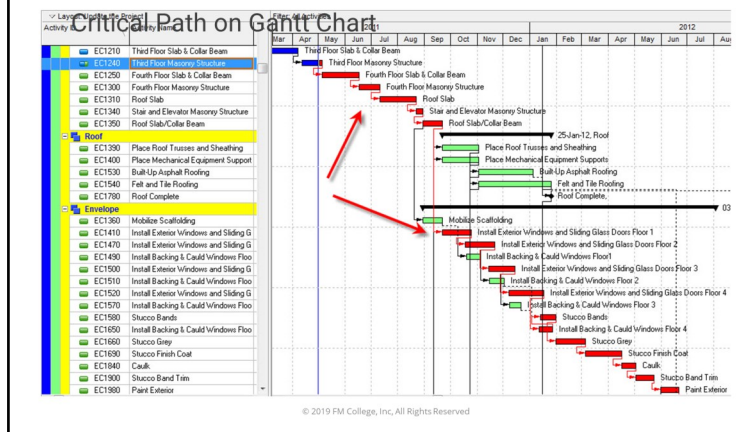 Layout: Update the Project
Filter: All Activities
Critical Path on Gantt Chart
Activity Name
2011 2012
Mar Apr May Jun Jul Aug Sep Oct Nov Dec Jan Feb Mar Apr May Jun Jul
EC1210 Third Floor Slab & Collar Beam Third Floor Slab & Collar Beam
EC1240 Third Floor Masonry Structure Third Floor Masonry Structure
EC1250 Fourth Floor Slab & Collar Beam Fourth Floor Slab & Collar Beam
EC1300 Fourth Floor Masonry Structure Fourth Floor Masonry Structure
EC1310 Roof Slab Roof Slab
EC1340 Stair and Elevator Masonry Structure Stair and Elevator Masonry Structure
EC1350 Roof Slab/Collar Beam Roof Slab/Collar Beam
Roof 25-Jan-12, Roof
EC1390 Place Roof Trusses and Sheathing Place Roof Trusses and Sheathing
EC1400 Place Mechanical Equipment Support Place Mechanical Equipment Supports
EC1530 Built-Up Asphalt Roofing Built-Up Asphalt Roofing
EC1540 Felt and Tile Roofing Felt and Tile Roofing
EC1780 Roof Complete Roof Complete,
Envelope 03
EC1360 Mobilize Scaffolding Mobilize Scaffolding
EC1410 Install Exterior Windows and Sliding G Install Exterior Windows and Sliding Glass Doors Floor 1
EC1470 Install Exterior Windows and Sliding G Install Exterior Windows and Sliding Glass Doors Floor 2
EC1490 Install Backing & Cauld Windows Floo Install Backing & Cauld Windows Floor1
EC1500 Install Exterior Windows and Sliding G Install Exterior Windows and Sliding Glass Doors Floor 3
EC1510 Install Backing & Cauld Windows Floo Install Backing & Cauld Windows Floor 2
EC1520 Install Exterior Windows and Sliding G Install Exterior Windows and Sliding Glass Doors Floor 4
EC1570 Install Backing & Cauld Windows Floo Install Backing & Cauld Windows Floor 3
EC1580 Stucco Bands Stucco Bands
EC1650 Install Backing & Cauld Windows Floo Install Backing & Cauld Windows Floor 4
EC1660 Stucco Grey Stucco Grey
EC1690 Stucco Finish Coat Stucco Finish Coat
EC1840 Caulk Caulk
EC1900 Stucco Band Trim Stucco Band Trim
EC1980 Paint Exterior Paint Exterior
© 2019 FM College, Inc, All Rights Reserved